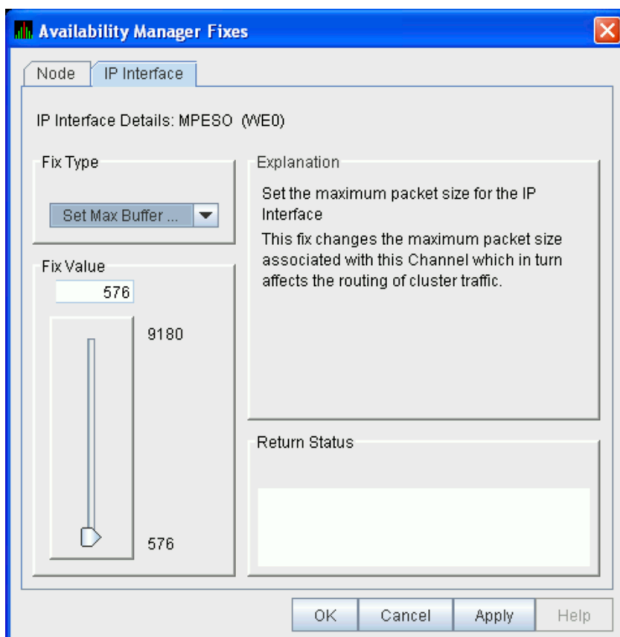 Availability Manager Fixes
Node
IP Interface
IP Interface Details: MPESO (WE0)
Fix Type
Set Max Buffer ...
Fix Value
576
9180
576
Explanation
Set the maximum packet size for the IP
Interface
This fix changes the maximum packet size
associated with this Channel which in turn
affects the routing of cluster traffic.
Return Status
OK
Cancel
Apply
Help